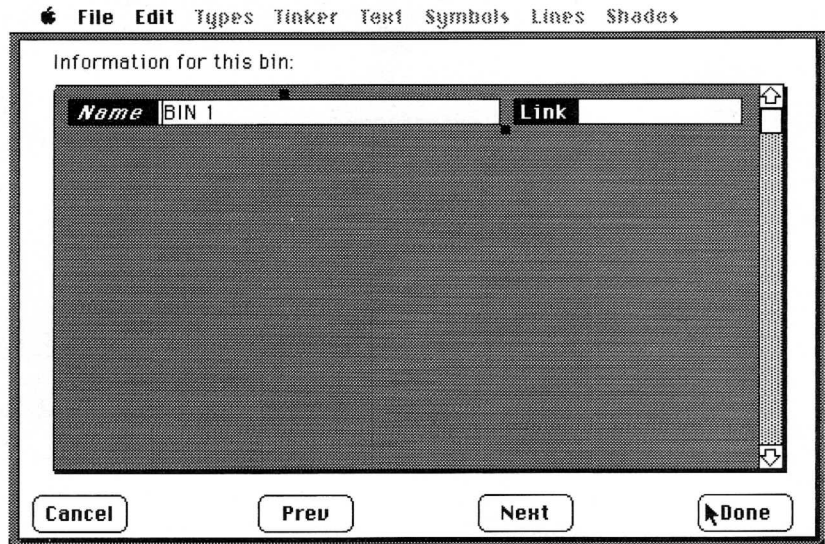 File Edit Types Tinker Text Symbols Lines Shades
Information for this bin:
Name BIN 1 Link
Cancel Prev Next Done